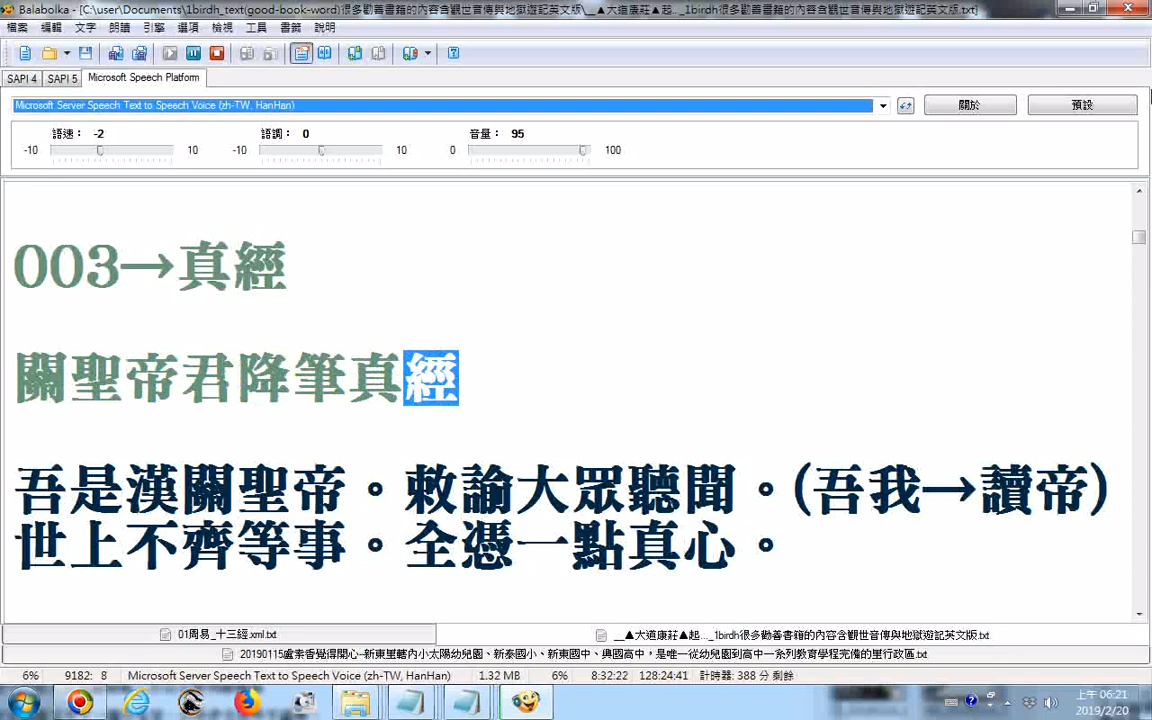 Balabolka - [C:\user\Documents\1birdh_text(good-book-word)很多勸善書籍的內容含觀世音傳與地獄遊記英文版\__▲大道康莊▲起..._1birdh很多勸善書籍的內容含觀世音傳與地獄遊記英文版.txt]
檔案 編輯 文字 朗讀 引擎 選項 檢視 工具 書籤 說明
SAPI 4 SAPI 5 Microsoft Speech Platform
Microsoft Server Speech Text to Speech Voice (zh-TW, HanHan) 關於 預設
語速： -2 語調： 0 音量： 95
-10 10 -10 10 0 100
003→真經
關聖帝君降筆真經
吾是漢關聖帝。敕諭大眾聽聞。(吾我→讀帝)
世上不齊等事。全憑一點真心。
01周易_十三經.xml.txt __▲大道康莊▲起..._1birdh很多勸善書籍的內容含觀世音傳與地獄遊記英文版.txt
20190115盧素香覺得開心--新東里轄內小太陽幼兒園、新泰國小、新東國中、興國高中，是唯一從幼兒園到高中一系列教育學程完備的里行政區.txt
6% 9182: 8 Microsoft Server Speech Text to Speech Voice (zh-TW, HanHan) 1.32 MB 6% 8:32:22 128:24:41 計時器: 388 分 剩餘
上午 06:21
2019/2/20